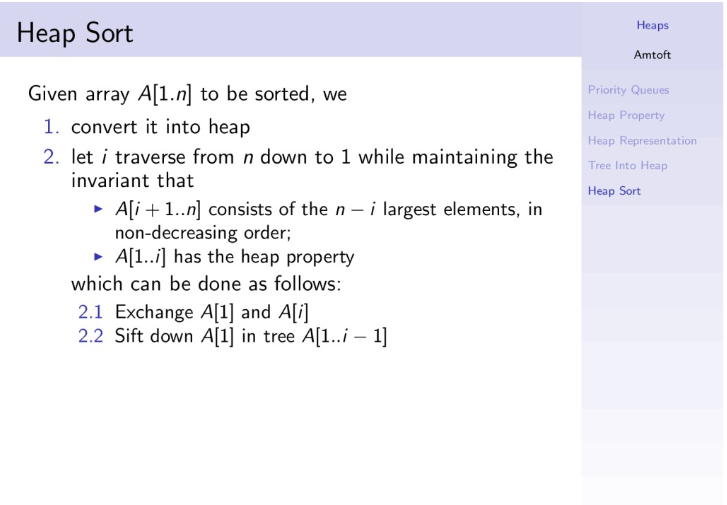 Heap Sort
Given array A[1.n] to be sorted, we
1. convert it into heap
2. let i traverse from n down to 1 while maintaining the
invariant that
▶ A[i + 1..n] consists of the n − i largest elements, in
non-decreasing order;
▶ A[1..i] has the heap property
which can be done as follows:
2.1 Exchange A[1] and A[i]
2.2 Sift down A[1] in tree A[1..i − 1]
Heaps
Amtoft
Priority Queues
Heap Property
Heap Representation
Tree Into Heap
Heap Sort